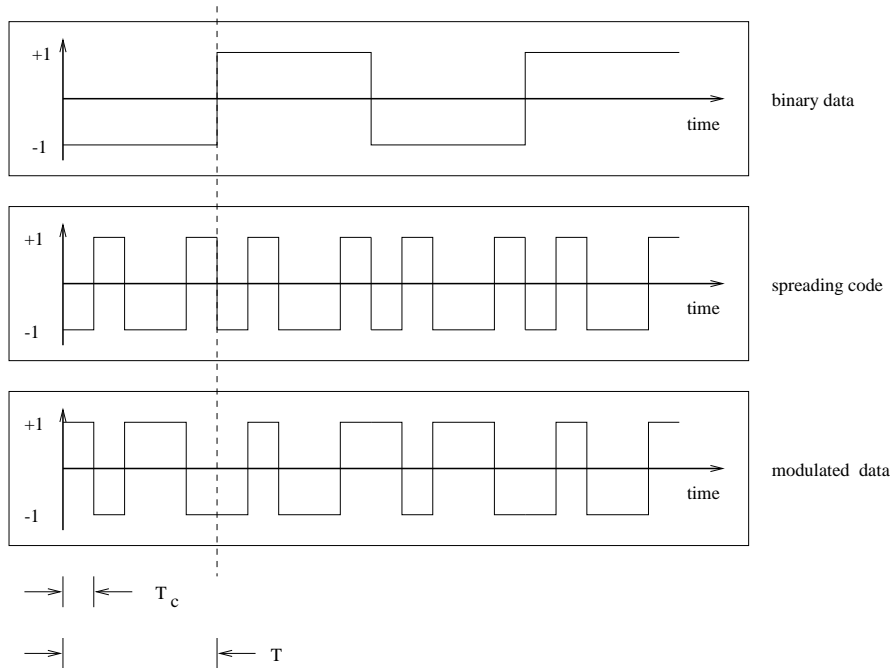 +1
-1
time
binary data
+1
-1
time
spreading code
+1
-1
time
modulated data
T c
T